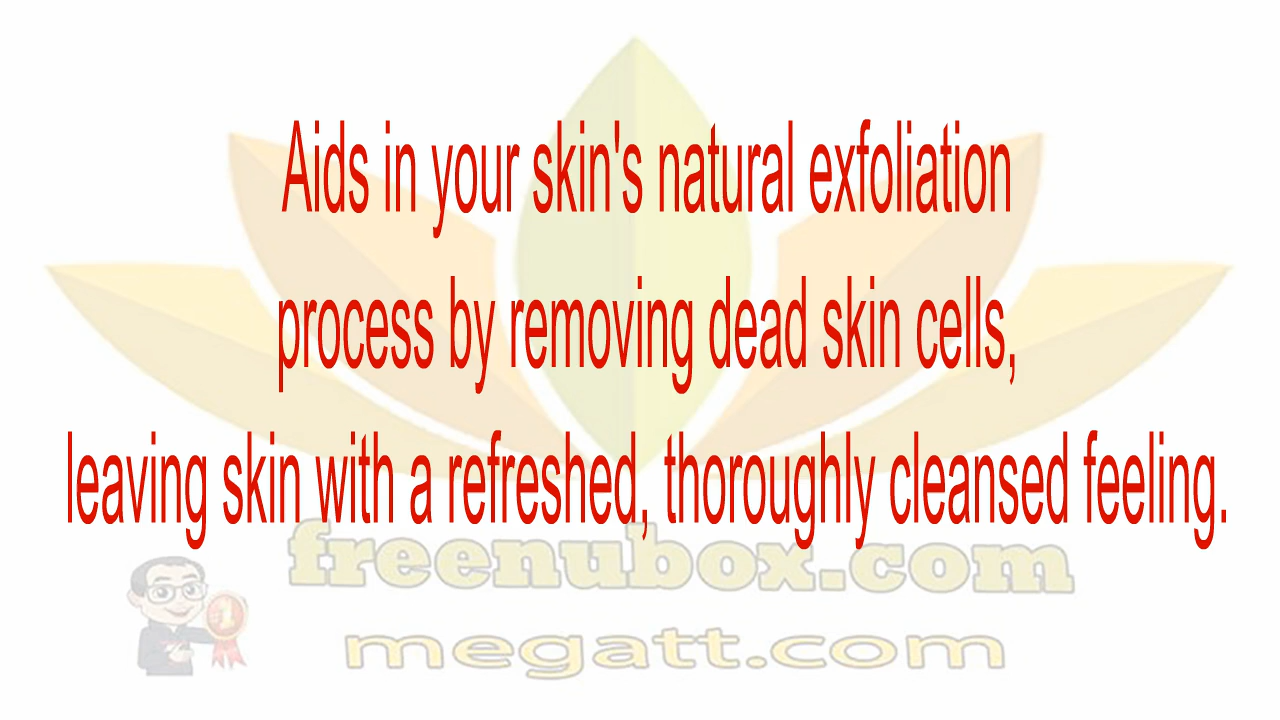 Aids in your skin's natural exfoliation
process by removing dead skin cells,
leaving skin with a refreshed, thoroughly cleansed feeling.
freenubox.com
1
megatt.com